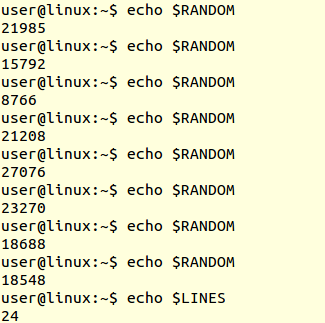 user@linux:~$ echo $RANDOM
21985
user@linux:~$ echo $RANDOM
15792
user@linux:~$ echo $RANDOM
8766
user@linux:~$ echo $RANDOM
21208
user@linux:~$ echo $RANDOM
27076
user@linux:~$ echo $RANDOM
23270
user@linux:~$ echo $RANDOM
18688
user@linux:~$ echo $RANDOM
18548
user@linux:~$ echo $LINES
24